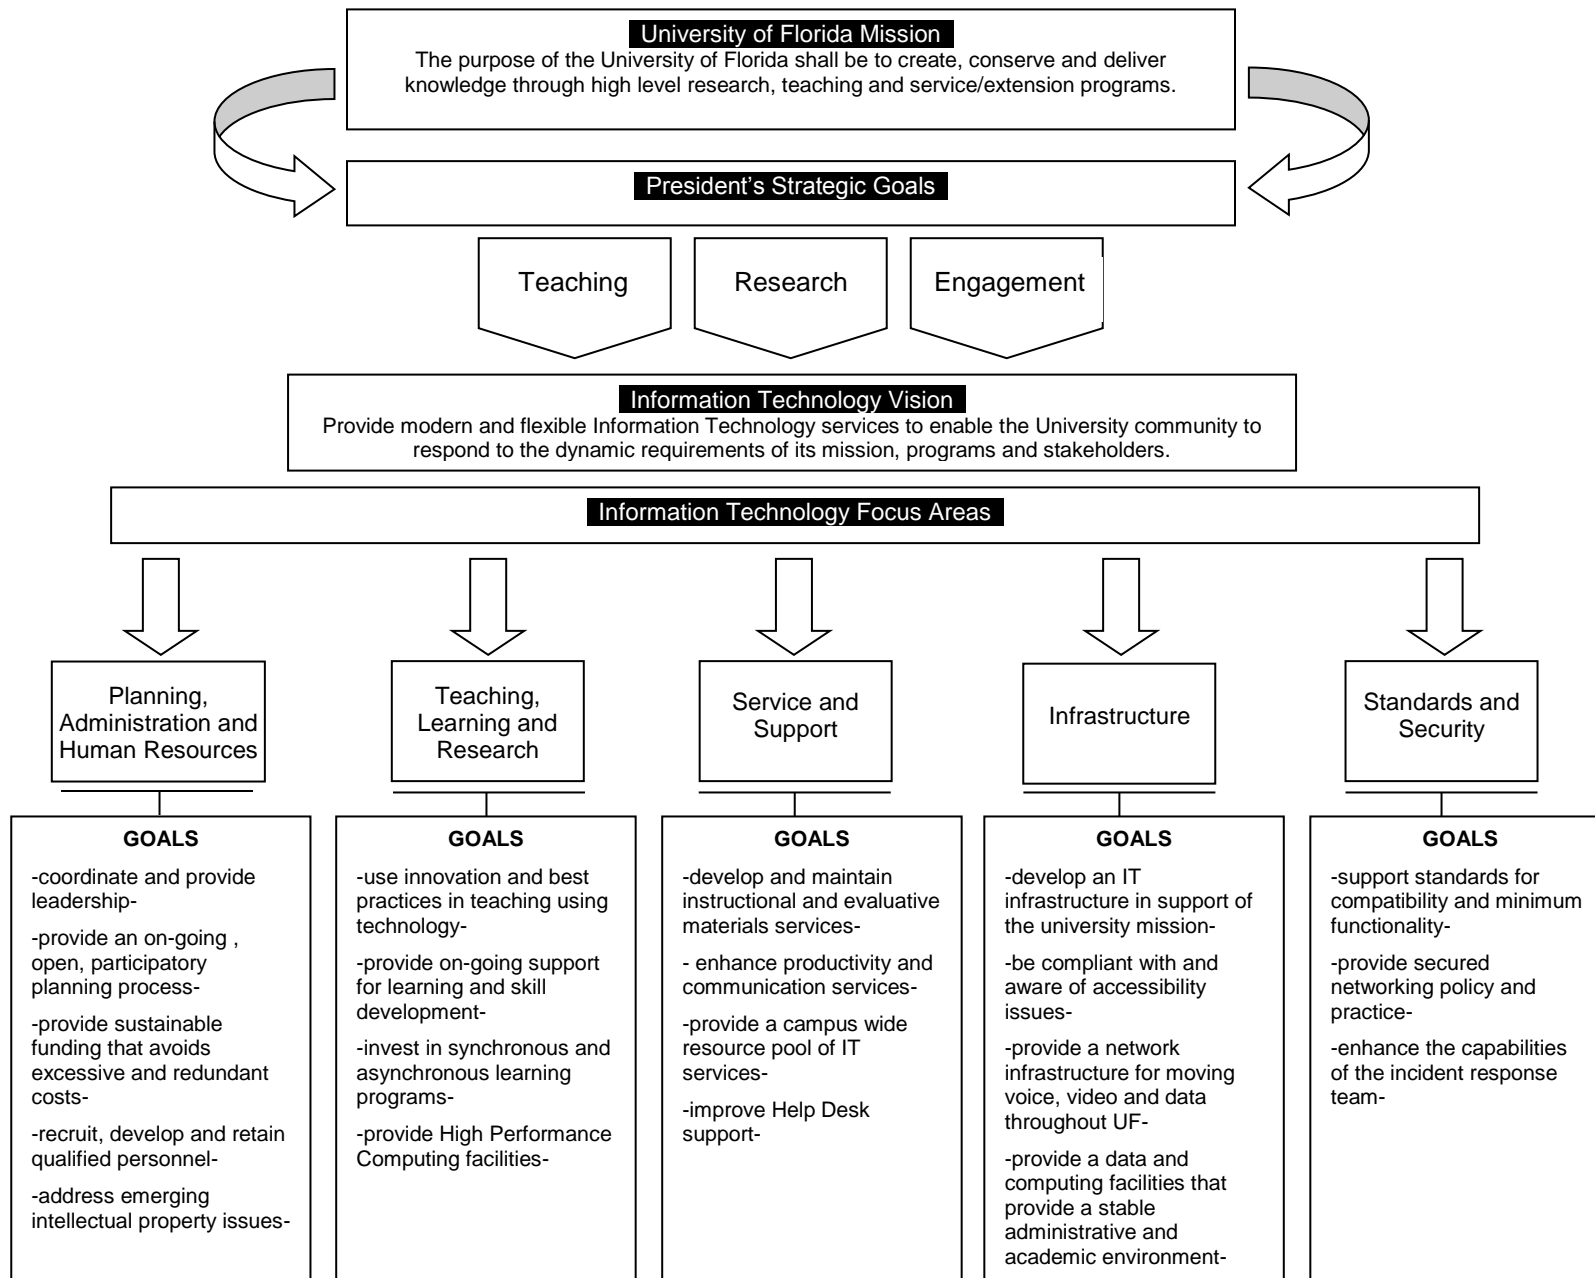 University of Florida Mission
The purpose of the University of Florida shall be to create, conserve and deliver
knowledge through high level research, teaching and service/extension programs.
President’s Strategic Goals
Teaching
Research
Engagement
Information Technology Vision
Provide modern and flexible Information Technology services to enable the University community to
respond to the dynamic requirements of its mission, programs and stakeholders.
Information Technology Focus Areas
Planning,
Administration and
Human Resources
Teaching,
Learning and
Research
Service and
Support
Infrastructure
Standards and
Security
GOALS
-coordinate and provide
leadership-
-provide an on-going ,
open, participatory
planning process-
-provide sustainable
funding that avoids
excessive and redundant
costs-
-recruit, develop and retain
qualified personnel-
-address emerging
intellectual property issues-
GOALS
-use innovation and best
practices in teaching using
technology-
-provide on-going support
for learning and skill
development-
-invest in synchronous and
asynchronous learning
programs-
-provide High Performance
Computing facilities-
GOALS
-develop and maintain
instructional and evaluative
materials services-
- enhance productivity and
communication services-
-provide a campus wide
resource pool of IT
services-
-improve Help Desk
support-
GOALS
-develop an IT
infrastructure in support of
the university mission-
-be compliant with and
aware of accessibility
issues-
-provide a network
infrastructure for moving
voice, video and data
throughout UF-
-provide a data and
computing facilities that
provide a stable
administrative and
academic environment-
GOALS
-support standards for
compatibility and minimum
functionality-
-provide secured
networking policy and
practice-
-enhance the capabilities
of the incident response
team-